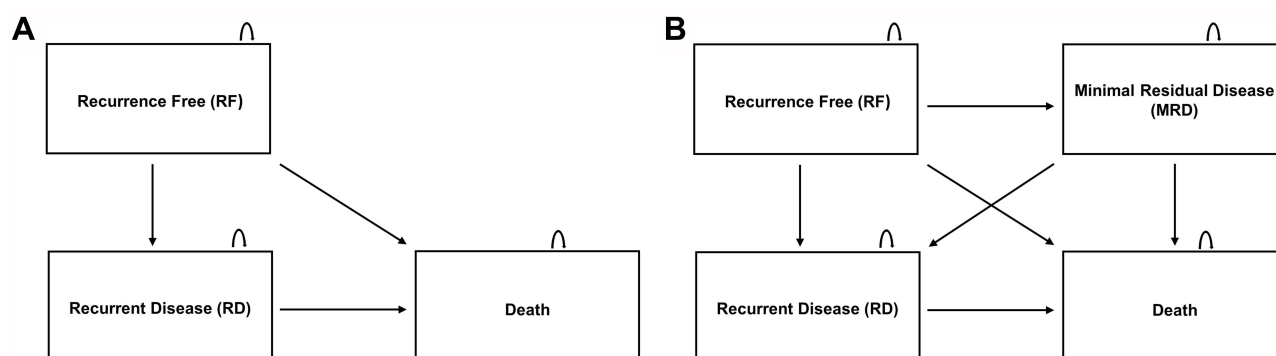 A
Recurrence Free (RF)
Recurrent Disease (RD)
Death
B
Recurrence Free (RF)
Minimal Residual Disease
(MRD)
Recurrent Disease (RD)
Death